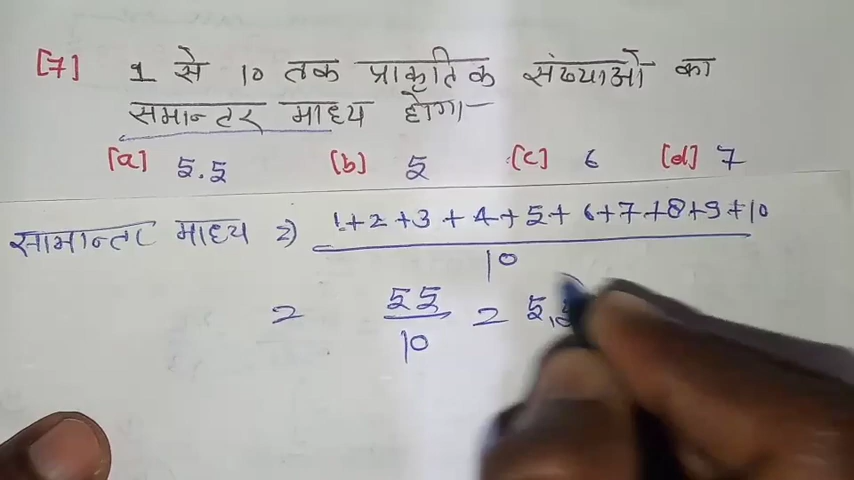 [7] 1 से 10 तक प्राकृतिक संख्याओं का
समान्तर माध्य होगा-
[a] 5.5 [b] 5 [c] 6 [d] 7
सामान्तर माध्य = 1+2+3+4+5+6+7+8+9+10
10
= 55/10 = 5.5